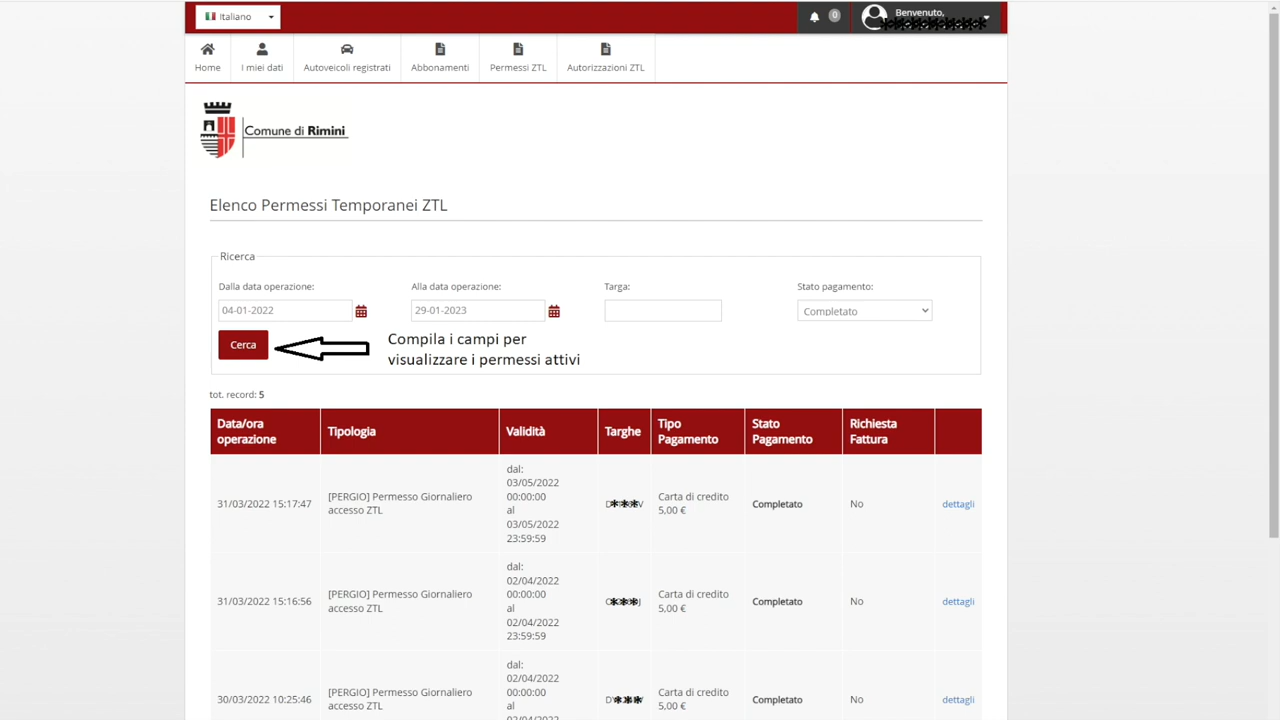 Italiano
0
Benvenuto,
Home
I miei dati
Autoveicoli registrati
Abbonamenti
Permessi ZTL
Autorizzazioni ZTL
Comune di Rimini
Elenco Permessi Temporanei ZTL
Ricerca
Dalla data operazione:
Alla data operazione:
Targa:
Stato pagamento:
04-01-2022
29-01-2023
Completato
Cerca
Compila i campi per
visualizzare i permessi attivi
tot. record: 5
Data/ora
operazione
Tipologia
Validità
Targhe
Tipo
Pagamento
Stato
Pagamento
Richiesta
Fattura
31/03/2022 15:17:47
[PERGIO] Permesso Giornaliero
accesso ZTL
dal:
03/05/2022
00:00:00
al
03/05/2022
23:59:59
Carta di credito
5,00 €
Completato
No
dettagli
31/03/2022 15:16:56
[PERGIO] Permesso Giornaliero
accesso ZTL
dal:
02/04/2022
00:00:00
al
02/04/2022
23:59:59
Carta di credito
5,00 €
Completato
No
dettagli
30/03/2022 10:25:46
[PERGIO] Permesso Giornaliero
accesso ZTL
dal:
02/04/2022
00:00:00
al
02/04/2022
Carta di credito
5,00 €
Completato
No
dettagli